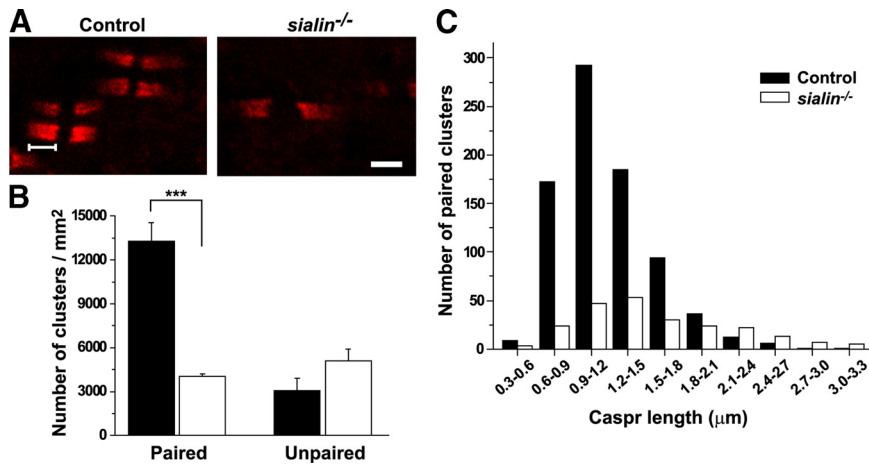 A
Control
sialin-/-
B
***
Number of clusters / mm2
15000
12000
9000
6000
3000
0
Paired
Unpaired
C
Number of paired clusters
300
250
200
150
100
50
0
Control
sialin-/-
0.3-0.6
0.6-0.9
0.9-1.2
1.2-1.5
1.5-1.8
1.8-2.1
2.1-2.4
2.4-27
2.7-3.0
3.0-3.3
Caspr length (μm)